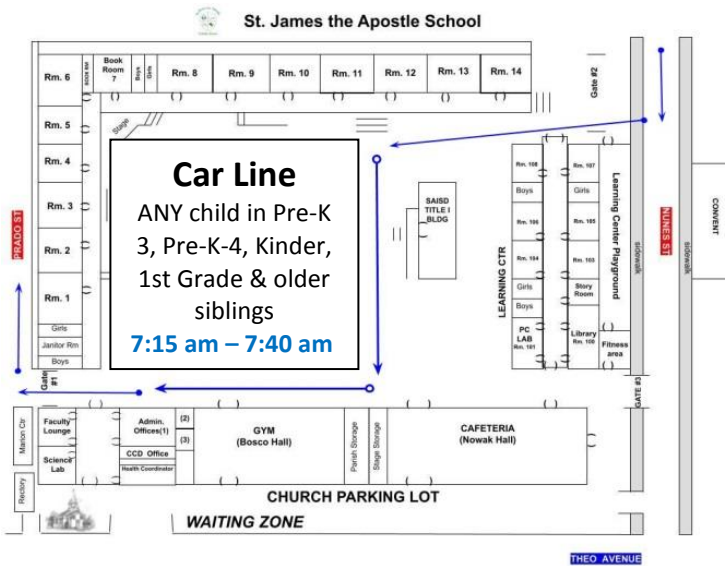 St. James the Apostle School
Rm. 6
BOOK RM
Book
Room
7
Boys
Girls
Rm. 8
Rm. 9
Rm. 10
Rm. 11
Rm. 12
Rm. 13
Rm. 14
Gate #2
Rm. 5
Stage
Rm. 4
Rm. 3
Rm. 2
Rm. 1
Girls
Janitor Rm
Boys
PRADO ST
Gate
#1
Car Line
ANY child in Pre-K
3, Pre-K-4, Kinder,
1st Grade & older
siblings
7:15 am – 7:40 am
SAISD
TITLE I
BLDG
LEARNING CTR
Rm. 108
Boys
Rm. 106
Rm. 104
Girls
Boys
PC
LAB
Rm. 101
Rm. 107
Girls
Rm. 105
Rm. 103
Story
Room
Library
Rm. 100
Learning Center Playground
Fitness
area
sidewalk
NUNES ST
sidewalk
CONVENT
GATE #3
Marion Ctr
Rectory
Faculty
Lounge
Science
Lab
Admin.
Offices(1)
CCD Office
Health Coordinator
(2)
(3)
GYM
(Bosco Hall)
Parish Storage
Stage Storage
CAFETERIA
(Nowak Hall)
CHURCH PARKING LOT
WAITING ZONE
THEO AVENUE